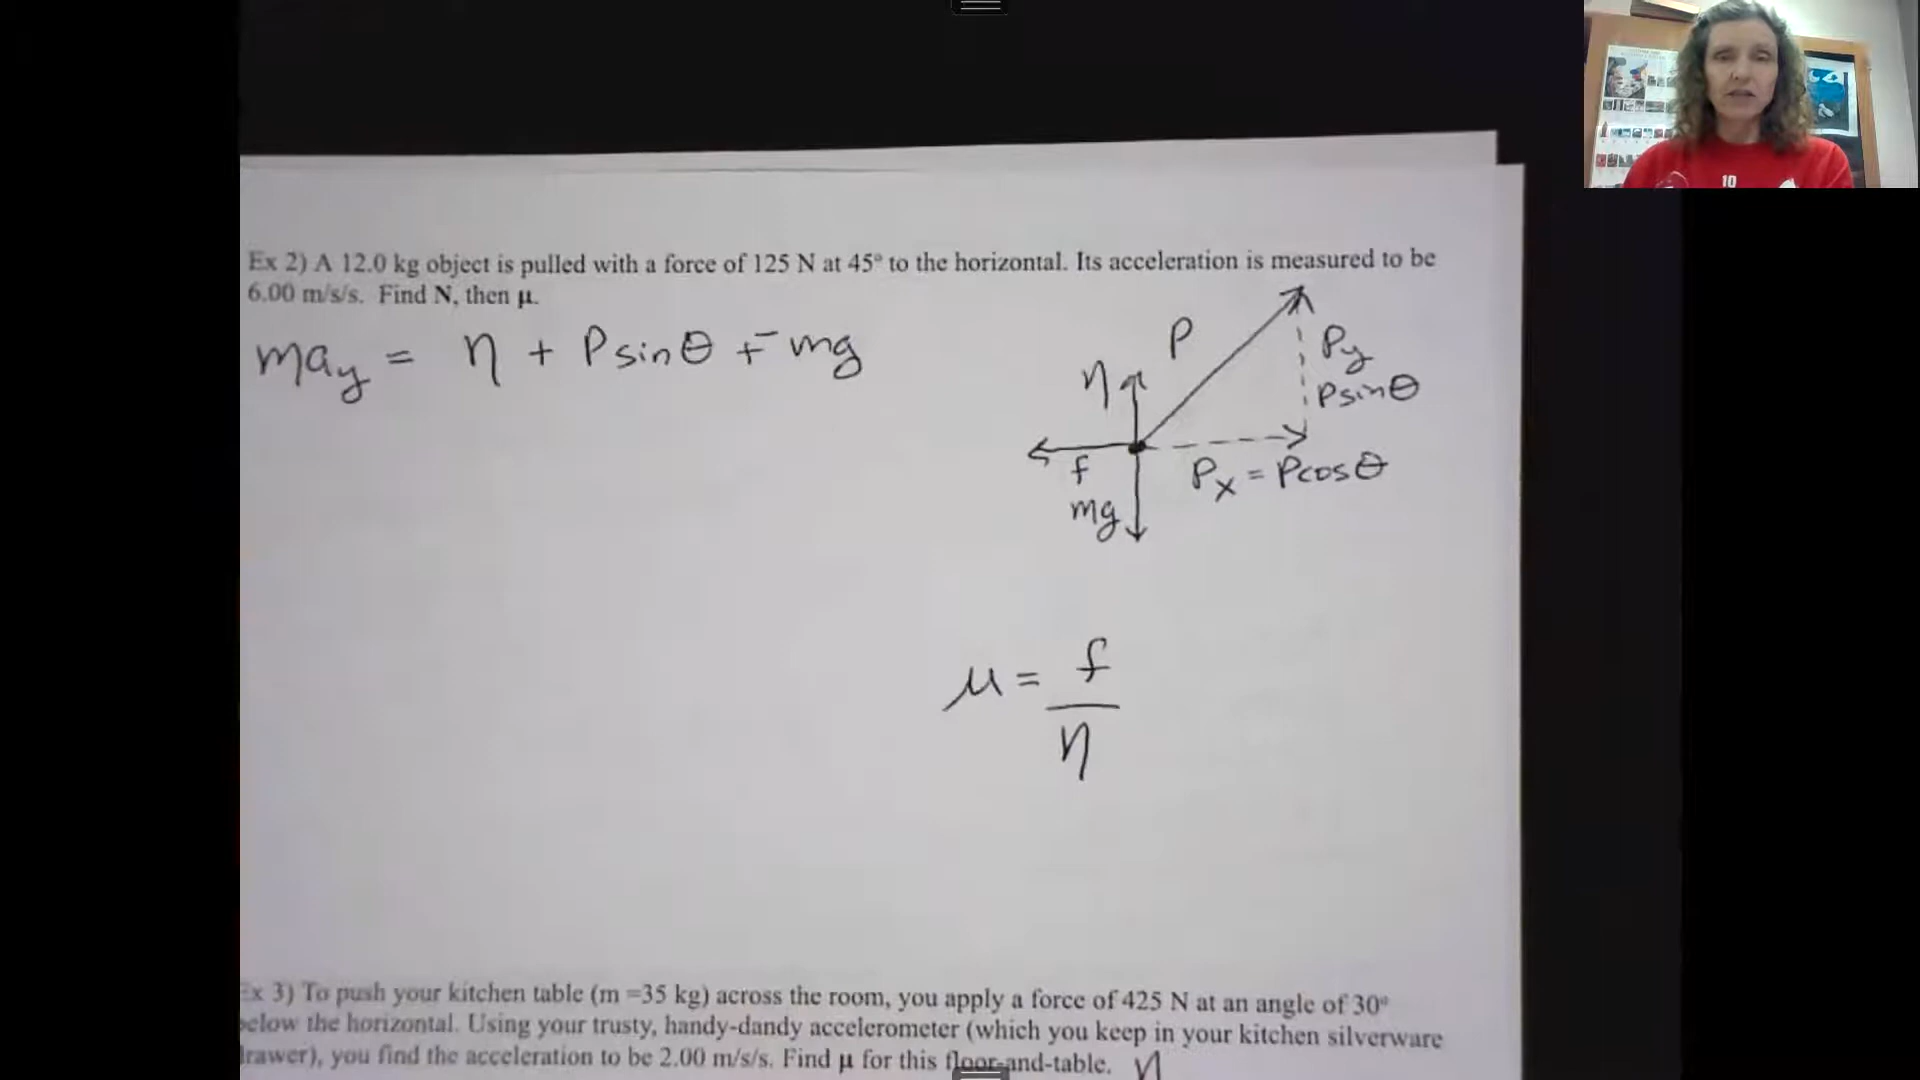 Ex 2) A 12.0 kg object is pulled with a force of 125 N at 45° to the horizontal. Its acceleration is measured to be
6.00 m/s/s. Find N, then μ.
may = η + Psinθ + ¯mg
P
Py
η
Psinθ
f
Px = Pcosθ
mg
μ = f
η
10
Ex 3) To push your kitchen table (m =35 kg) across the room, you apply a force of 425 N at an angle of 30°
below the horizontal. Using your trusty, handy-dandy accelerometer (which you keep in your kitchen silverware
drawer), you find the acceleration to be 2.00 m/s/s. Find μ for this floor-and-table.
η